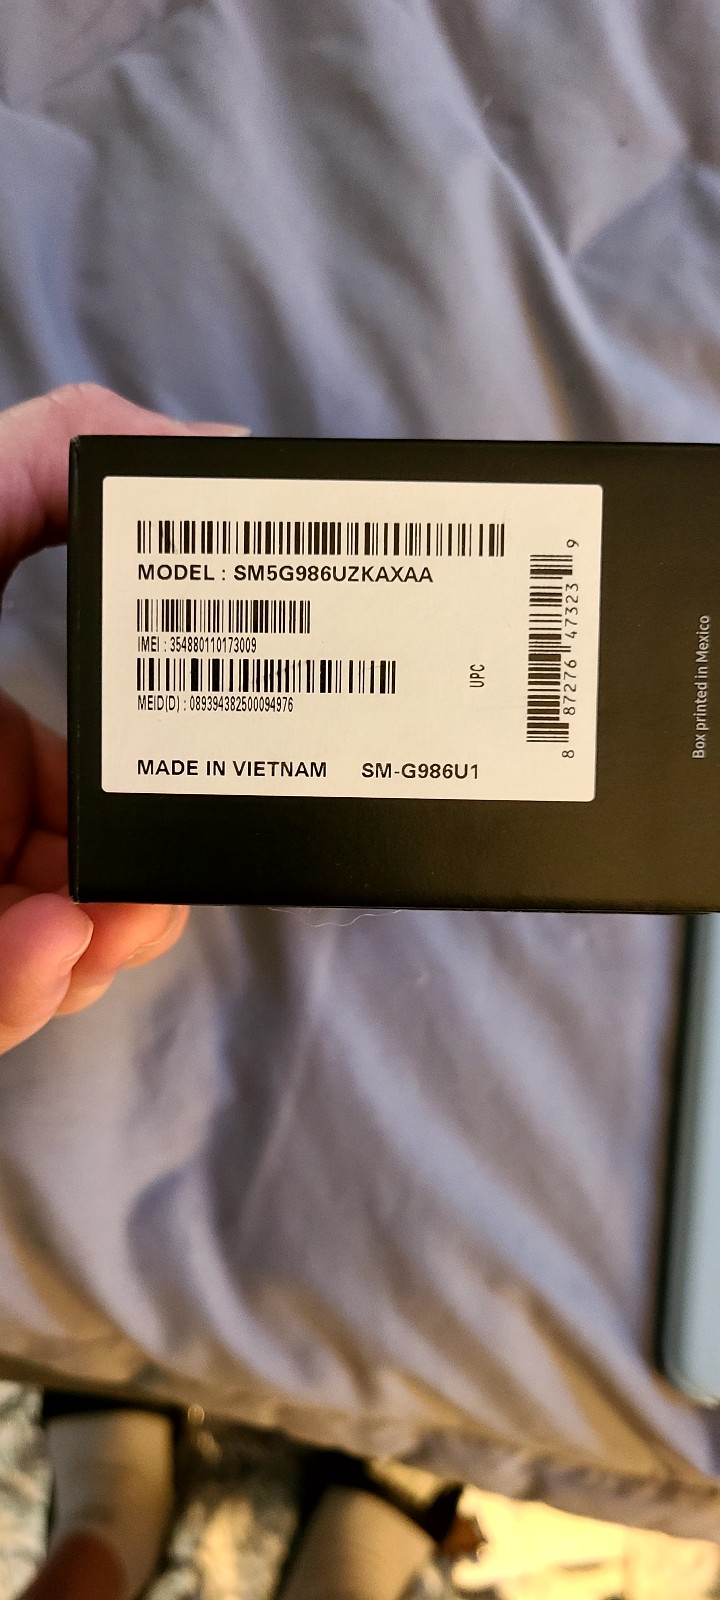 MODEL : SM5G986UZKAXAA
IMEI : 354880110173009
MEID(D) : 089394382500094976
MADE IN VIETNAM SM-G986U1
UPC
8 87276 47323 9
Box printed in Mexico